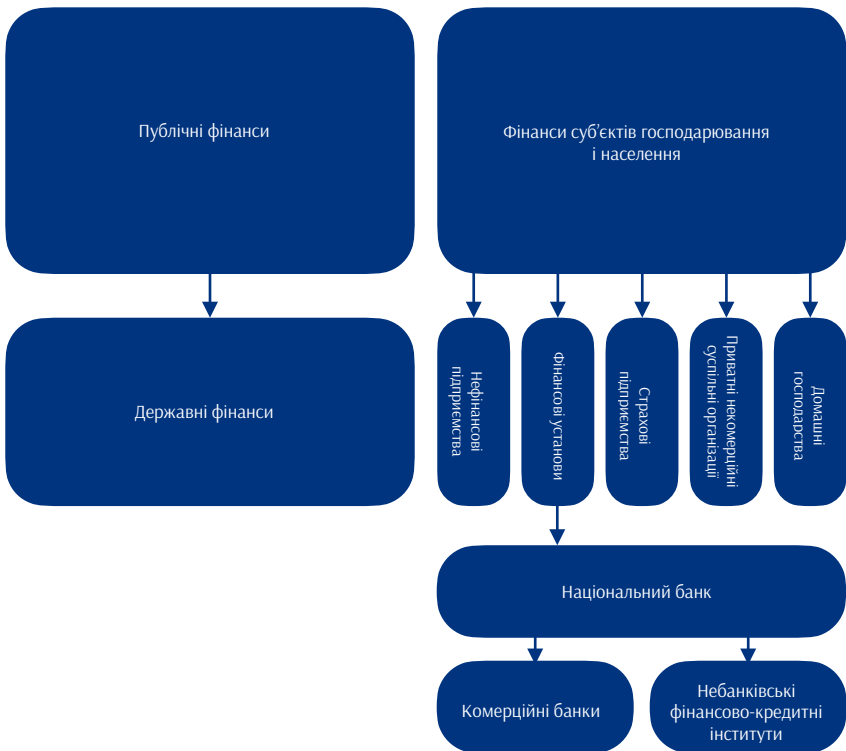 Публічні фінанси
Фінанси суб’єктів господарювання
і населення
Державні фінанси
Нефінансові
підприємства
Фінансові установи
Страхові
підприємства
Приватні некомерційні
суспільні організації
Домашні
господарства
Національний банк
Комерційні банки
Небанківські
фінансово-кредитні
інститути